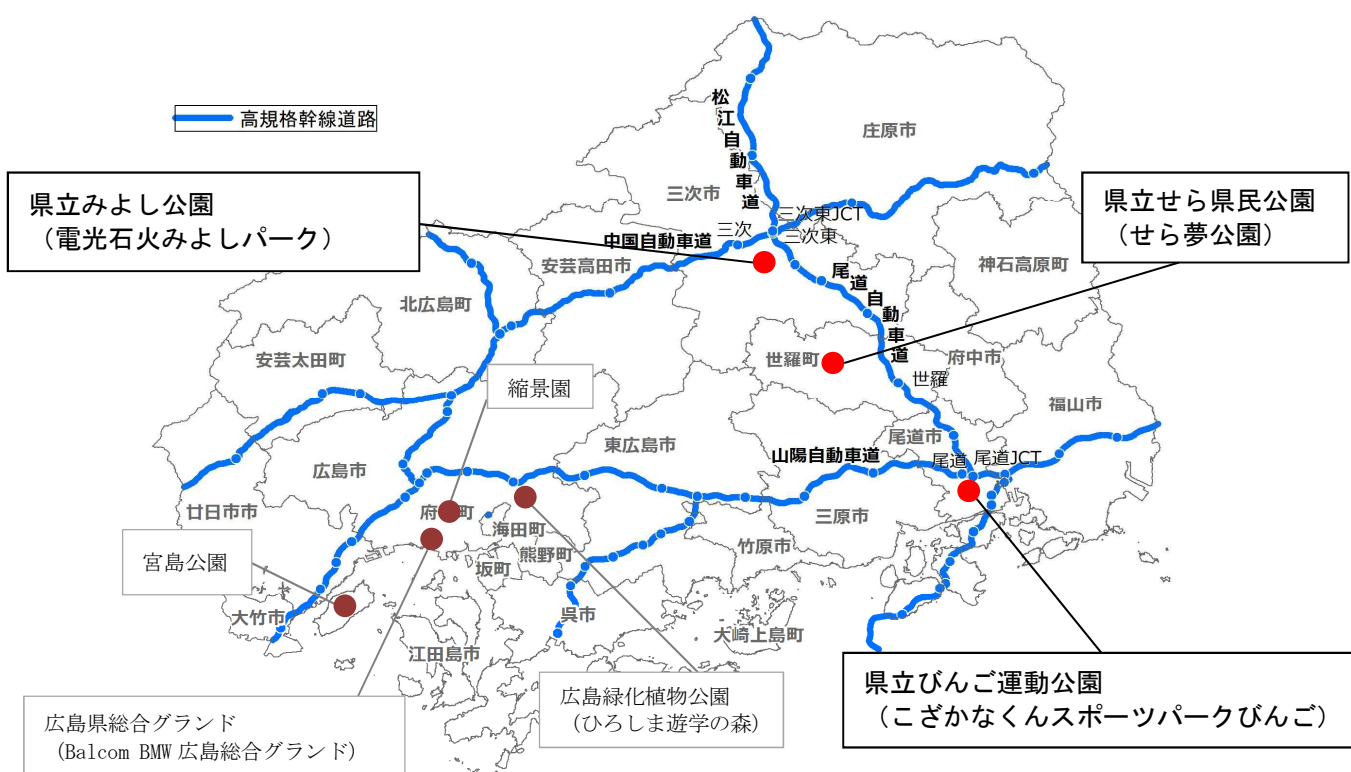 高規格幹線道路
松江自動車道
庄原市
三次市
県立みよし公園
（電光石火みよしパーク）
県立せら県民公園
（せら夢公園）
三次東JCT
三次
三次東
中国自動車道
安芸高田市
神石高原町
尾道自動車道
北広島町
安芸太田町
世羅町
府中市
世羅
縮景園
福山市
東広島市
尾道市
山陽自動車道
尾道
尾道JCT
広島市
廿日市市
府 町
海田町
三原市
熊野町
竹原市
坂町
宮島公園
大竹市
呉市
大崎上島町
江田島市
県立びんご運動公園
（こざかなくんスポーツパークびんご）
広島緑化植物公園
（ひろしま遊学の森）
広島県総合グランド
（Balcom BMW 広島総合グランド）